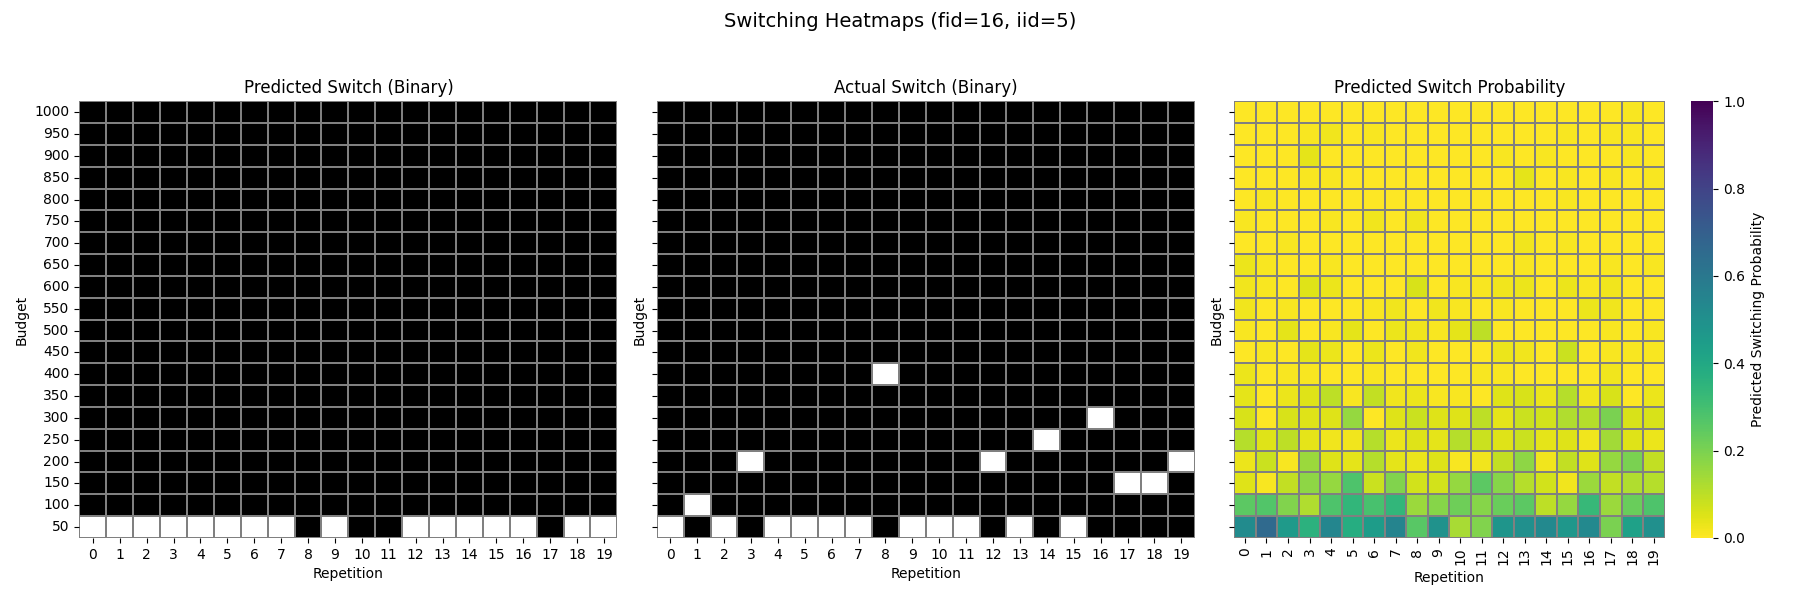 Switching Heatmaps (fid=16, iid=5)
Predicted Switch (Binary)
Budget
1000
950
900
850
800
750
700
650
600
550
500
450
400
350
300
250
200
150
100
50
0 1 2 3 4 5 6 7 8 9 10 11 12 13 14 15 16 17 18 19
Repetition
Actual Switch (Binary)
Budget
0 1 2 3 4 5 6 7 8 9 10 11 12 13 14 15 16 17 18 19
Repetition
Predicted Switch Probability
Budget
0 1 2 3 4 5 6 7 8 9 10 11 12 13 14 15 16 17 18 19
Repetition
1.0
0.8
0.6
0.4
0.2
0.0
Predicted Switching Probability